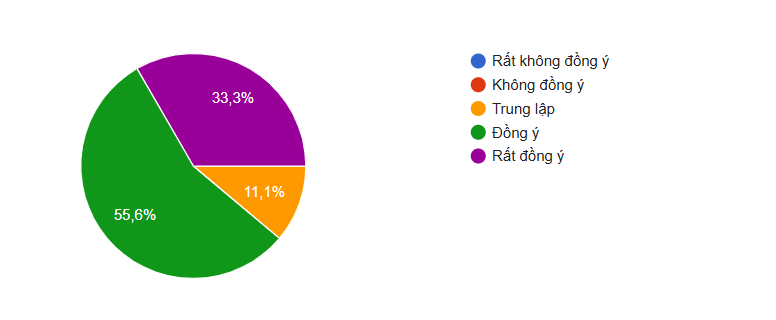 33,3%
11,1%
55,6%
Rất không đồng ý
Không đồng ý
Trung lập
Đồng ý
Rất đồng ý